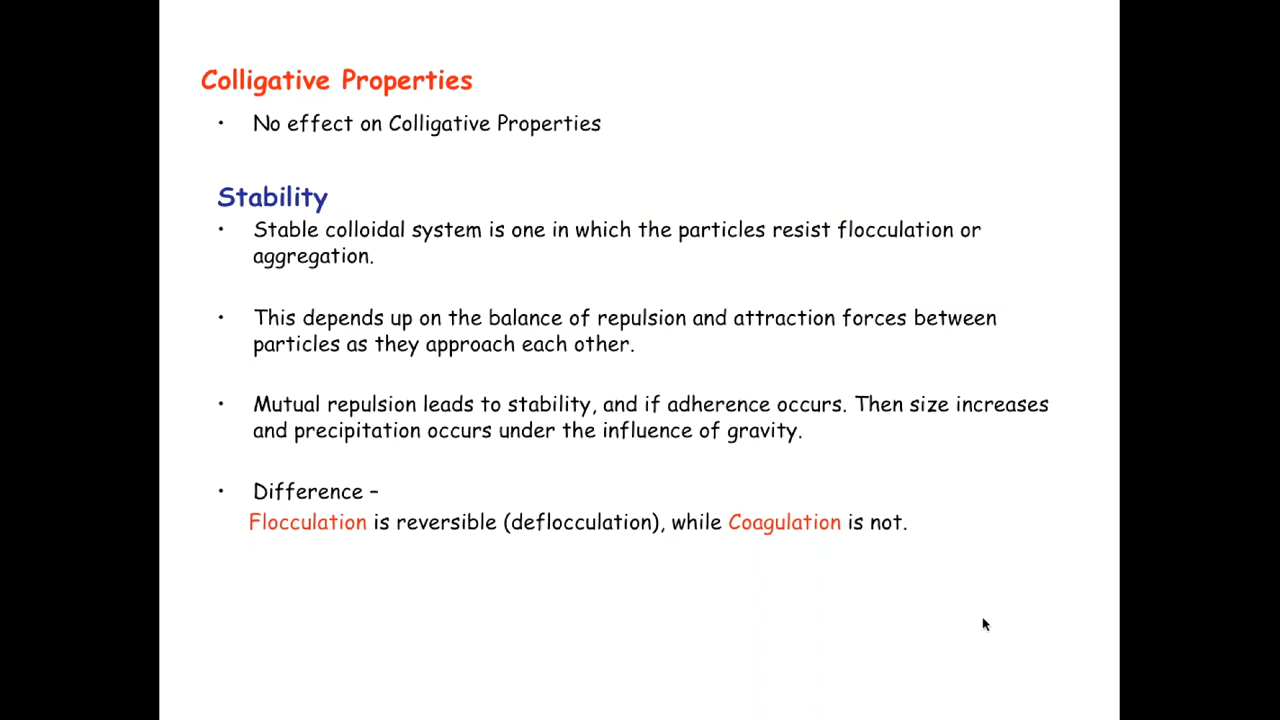 Colligative Properties
• No effect on Colligative Properties
Stability
• Stable colloidal system is one in which the particles resist flocculation or
aggregation.
• This depends up on the balance of repulsion and attraction forces between
particles as they approach each other.
• Mutual repulsion leads to stability, and if adherence occurs. Then size increases
and precipitation occurs under the influence of gravity.
• Difference –
Flocculation is reversible (deflocculation), while Coagulation is not.